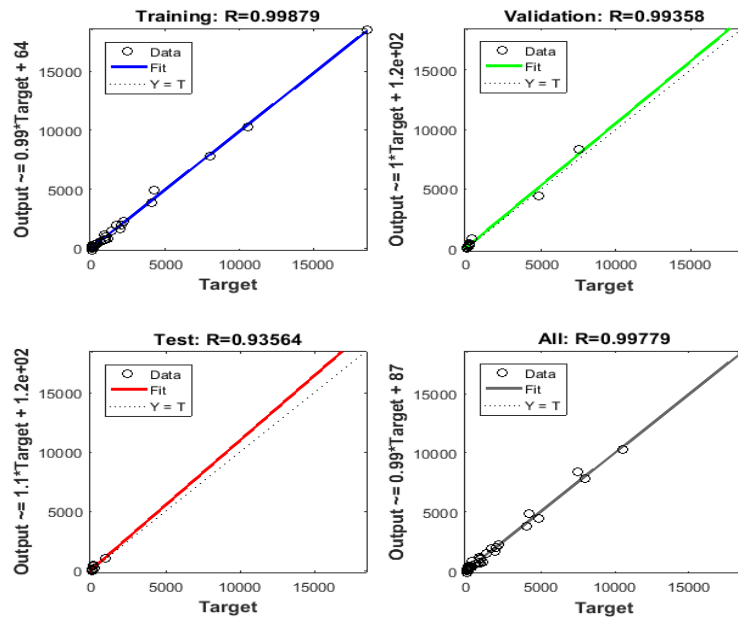 Training: R=0.99879
Output ~= 0.99*Target + 64
15000
10000
5000
0
Data
Fit
Y = T
0 5000 10000 15000
Target
Validation: R=0.99358
Output ~= 1*Target + 1.2e+02
15000
10000
5000
0
Data
Fit
Y = T
0 5000 10000 15000
Target
Test: R=0.93564
Output ~= 1.1*Target + 1.2e+02
15000
10000
5000
0
Data
Fit
Y = T
0 5000 10000 15000
Target
All: R=0.99779
Output ~= 0.99*Target + 87
15000
10000
5000
0
Data
Fit
Y = T
0 5000 10000 15000
Target